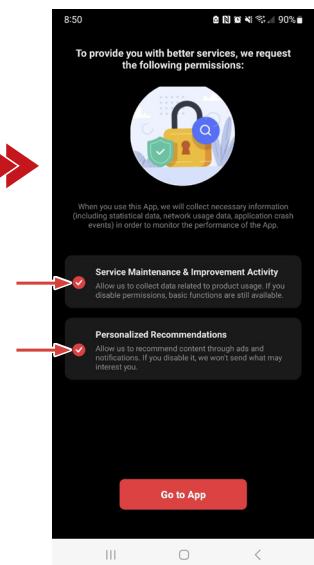 8:50
90%
To provide you with better services, we request
the following permissions:
When you use this App, we will collect necessary information
(including statistical data, network usage data, application crash
events) in order to monitor the performance of the App.
Service Maintenance & Improvement Activity
Allow us to collect data related to product usage. If you
disable permissions, basic functions are still available.
Personalized Recommendations
Allow us to recommend content through ads and
notifications. If you disable it, we won't send what may
interest you.
Go to App